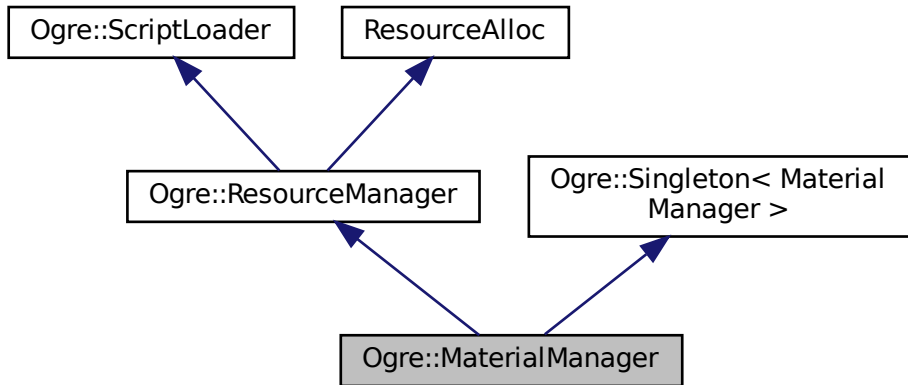 Ogre::ScriptLoader
ResourceAlloc
Ogre::ResourceManager
Ogre::Singleton< Material
Manager >
Ogre::MaterialManager